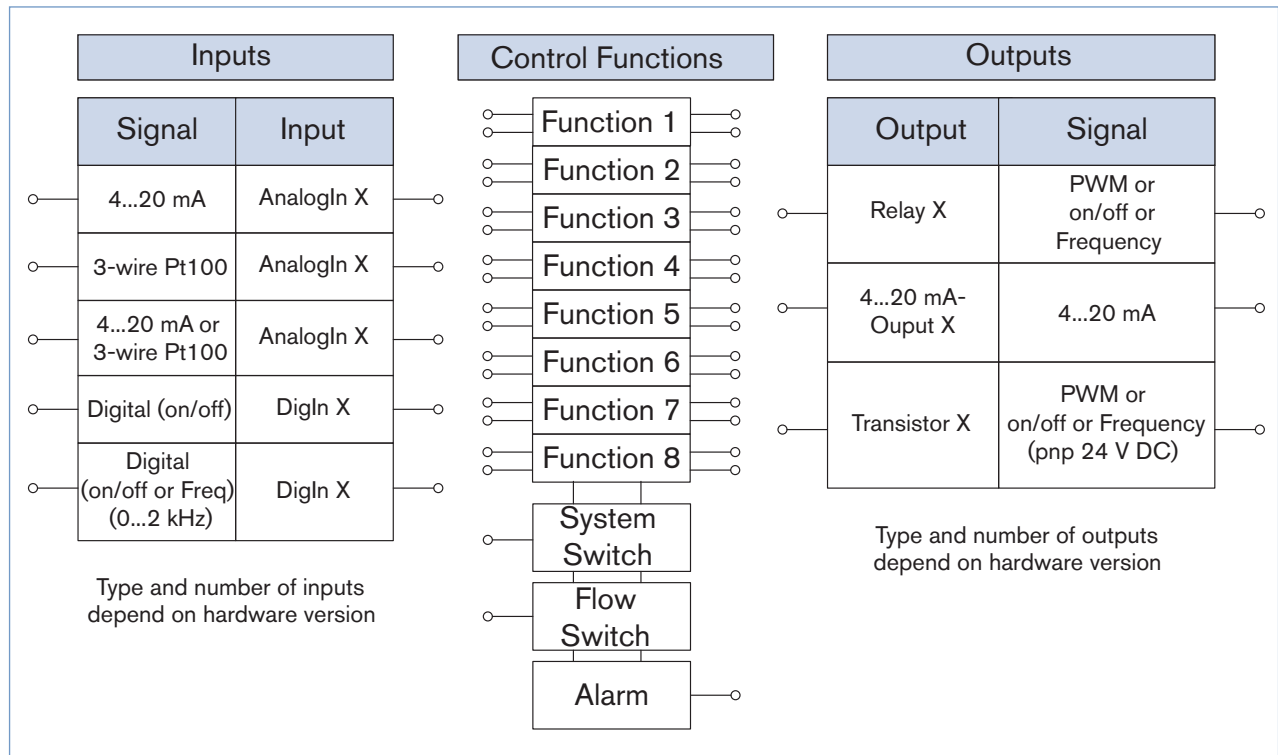 Inputs
Signal
Input
4...20 mA
AnalogIn X
3-wire Pt100
AnalogIn X
4...20 mA or
3-wire Pt100
AnalogIn X
Digital (on/off)
DigIn X
Digital
(on/off or Freq)
(0...2 kHz)
DigIn X
Type and number of inputs
depend on hardware version
Control Functions
Function 1
Function 2
Function 3
Function 4
Function 5
Function 6
Function 7
Function 8
System
Switch
Flow
Switch
Alarm
Outputs
Output
Signal
Relay X
PWM or
on/off or
Frequency
4...20 mA-
Ouput X
4...20 mA
Transistor X
PWM or
on/off or Frequency
(pnp 24 V DC)
Type and number of outputs
depend on hardware version